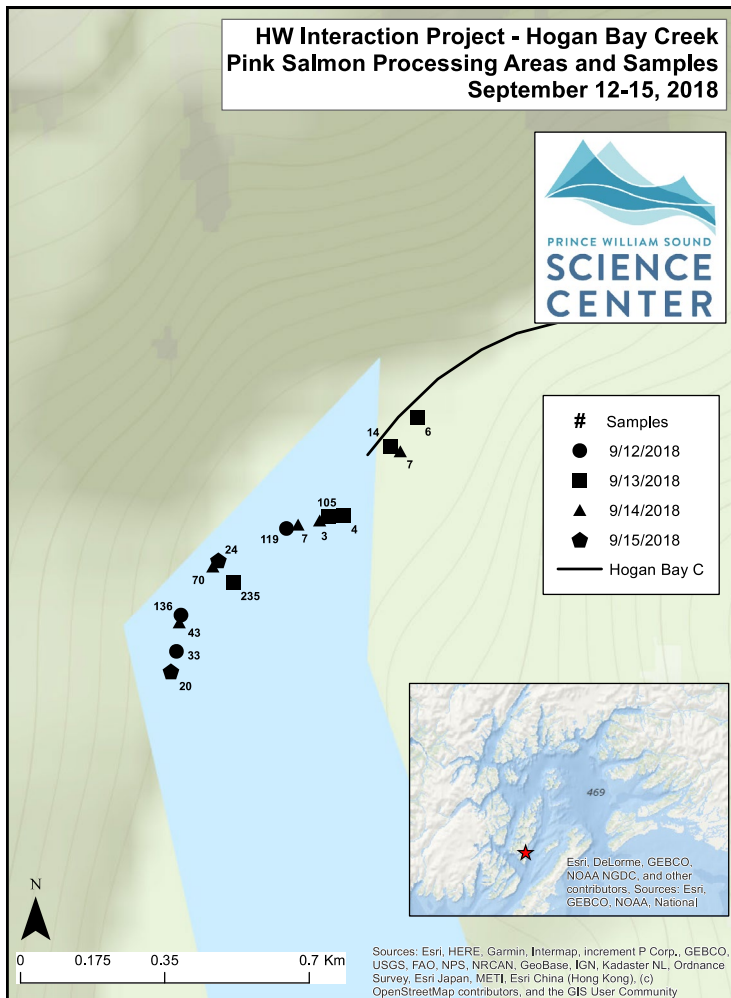 HW Interaction Project - Hogan Bay Creek
Pink Salmon Processing Areas and Samples
September 12-15, 2018
PRINCE WILLIAM SOUND
SCIENCE
CENTER
# Samples
9/12/2018
9/13/2018
9/14/2018
9/15/2018
Hogan Bay C
6
14
7
105
4
3
7
119
24
70
235
136
43
33
20
469
Esri, DeLorme, GEBCO,
NOAA NGDC, and other
contributors, Sources: Esri,
GEBCO, NOAA, National
N
0 0.175 0.35 0.7
Sources: Esri, HERE, Garmin, Intermap, increment P Corp., GEBCO,
USGS, FAO, NPS, NRCAN, GeoBase, IGN, Kadaster NL, Ordnance
Survey, Esri Japan, METI, Esri China (Hong Kong), (c)
OpenStreetMap contributors, and the GIS User Community